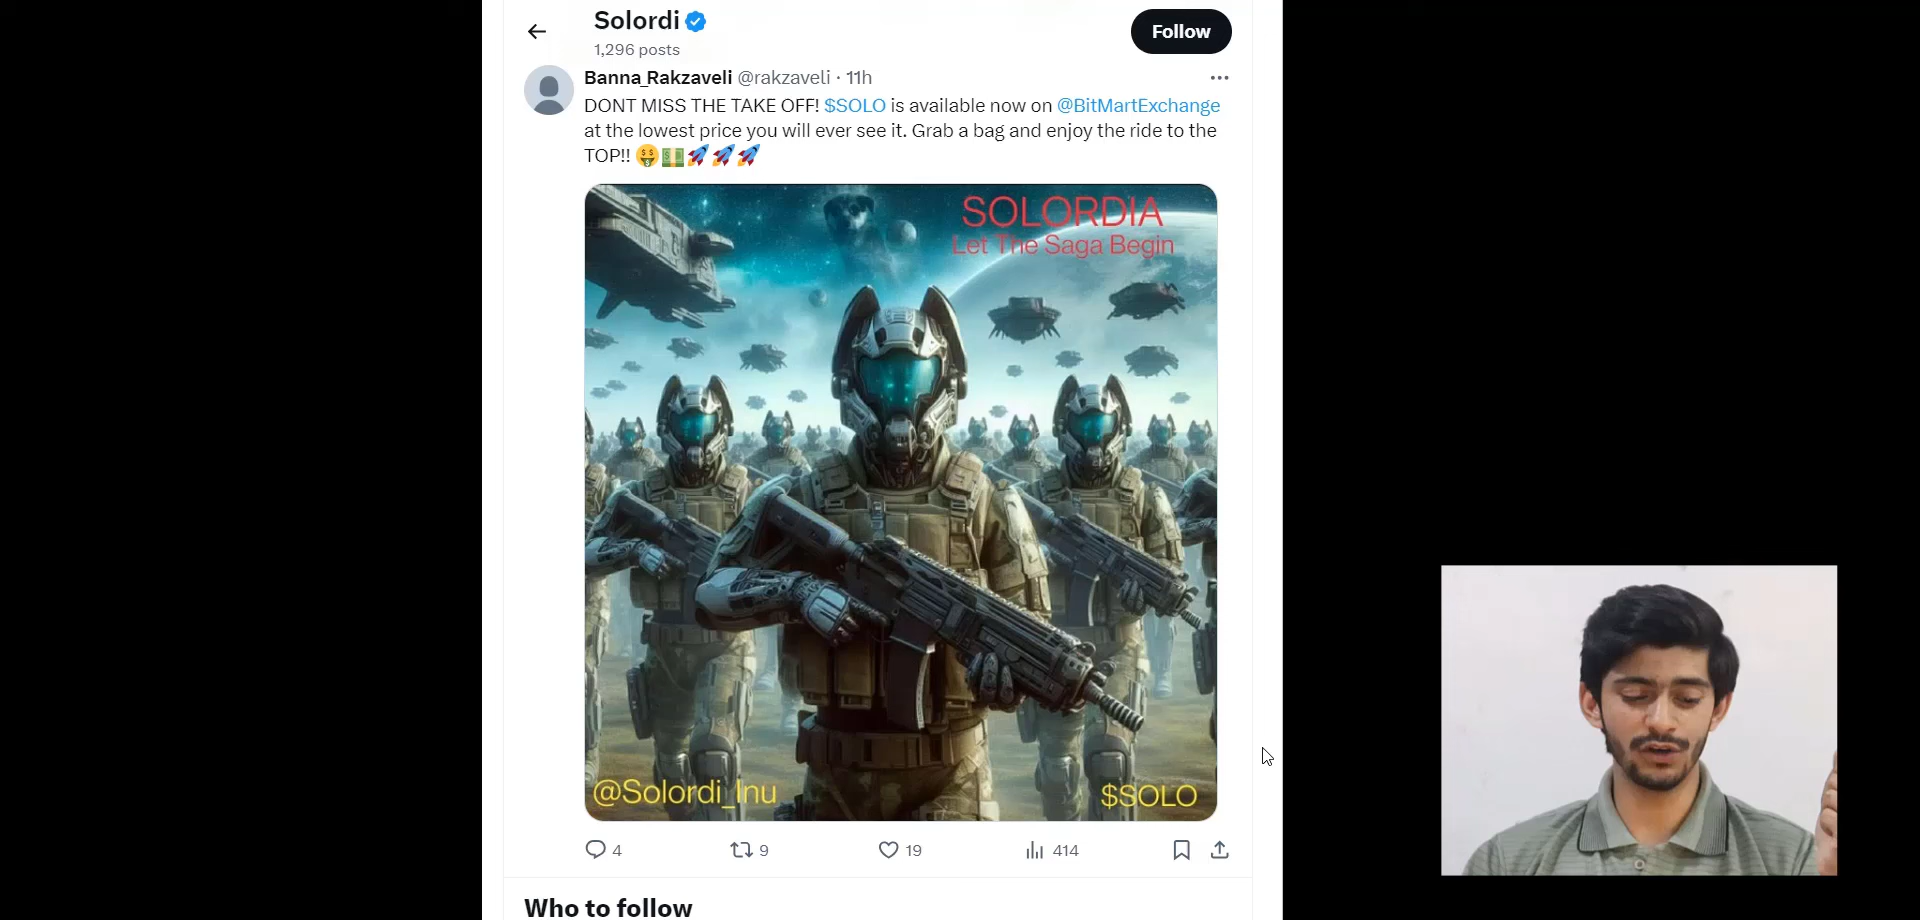 Solordi
1,296 posts
Follow
Banna_Rakzaveli @rakzaveli · 11h
DONT MISS THE TAKE OFF! $SOLO is available now on @BitMartExchange
at the lowest price you will ever see it. Grab a bag and enjoy the ride to the
TOP!! 🤑💵🚀🚀🚀
SOLORDIA
Let The Saga Begin
@Solordi_Inu
$SOLO
4
9
19
414
Who to follow